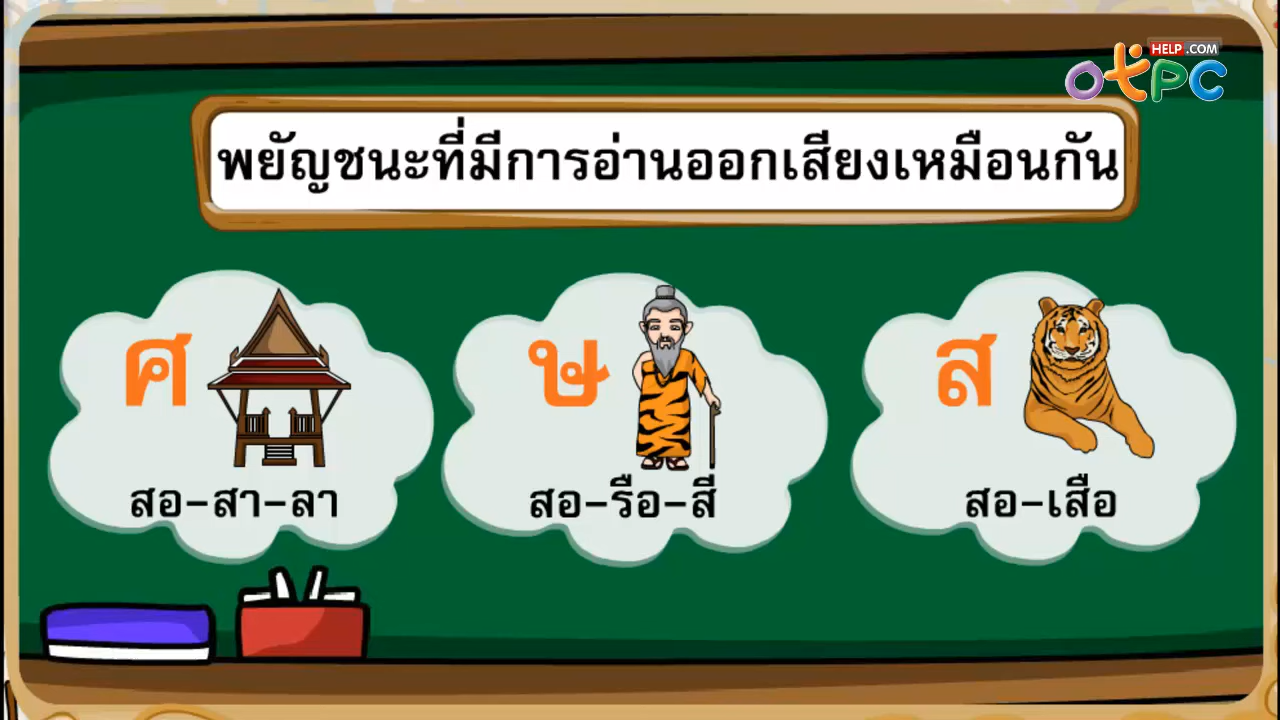 HELP.COM
OTPC
พยัญชนะที่มีการอ่านออกเสียงเหมือนกัน
ศ
ษ
ส
สอ-สา-ลา
สอ-รือ-สี
สอ-เสือ